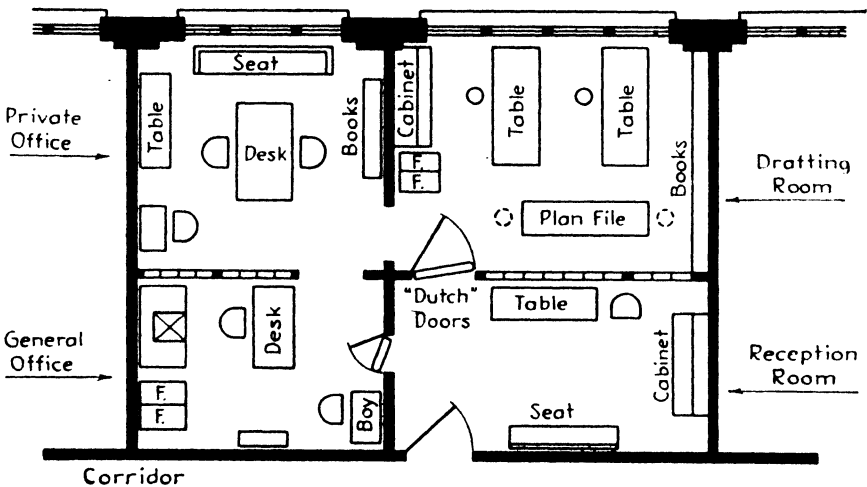 Private
Office
Seat
Table
Desk
Books
Cabinet
F.
F.
Table
Table
Books
Plan File
Drafting
Room
"Dutch"
Doors
General
Office
Desk
F.
F.
Boy
Table
Cabinet
Seat
Reception
Room
Corridor